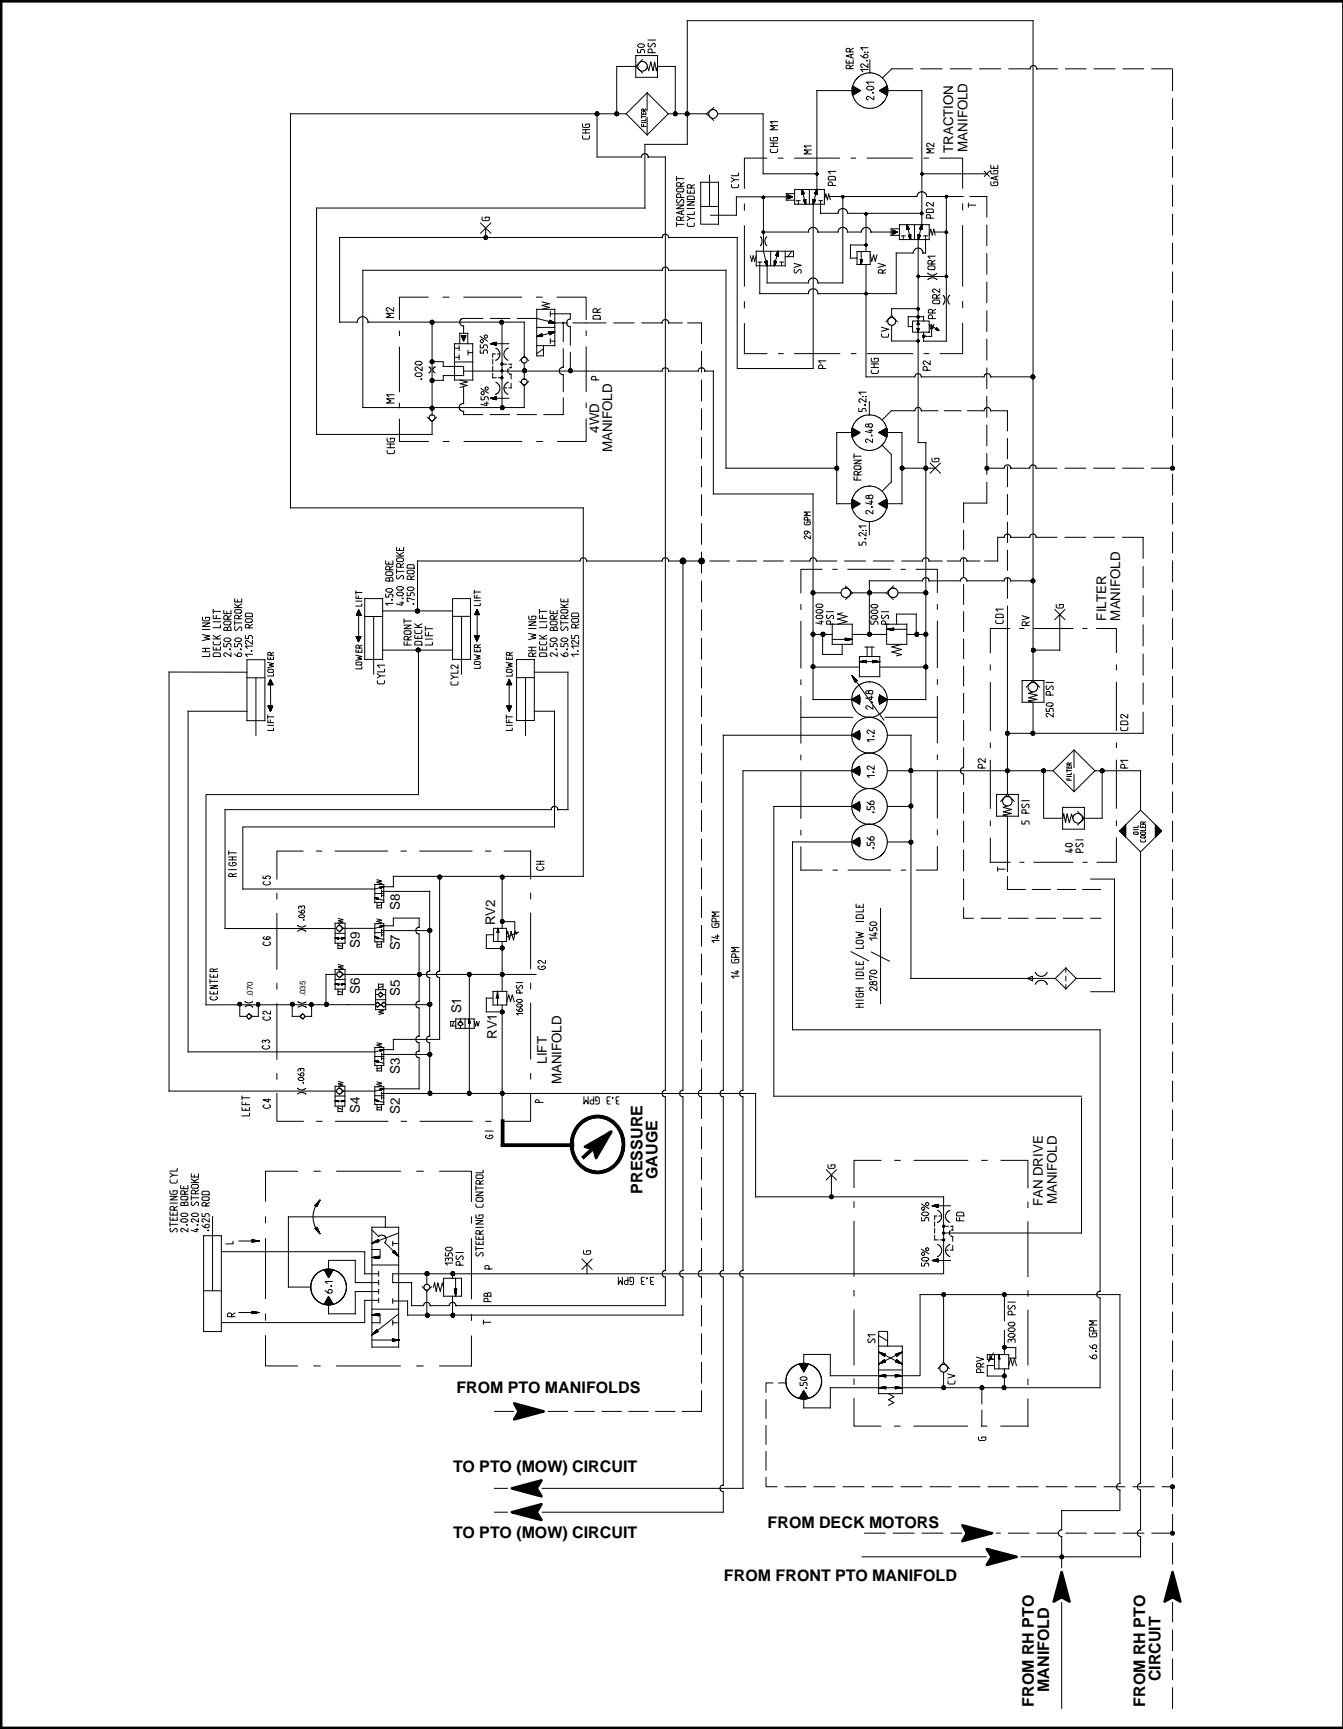 50
PSI
CHG
FILTER
REAR
12.6:1
2.01
CHG M1
M1
M2
TRACTION
MANIFOLD
TRANSPORT
CYLINDER
CYL
PD1
PD2
GAGE
T
SV
RV
OR1
OR2
CV
PR
P1
CHG
P2
G
M2
DR
.020
55%
45%
M1
P
CHG
4WD
MANIFOLD
5.2:1
2.48
FRONT
2.48
5.2:1
G
29 GPM
LH WING
DECK LIFT
2.50 BORE
6.50 STROKE
1.125 ROD
LOWER
LIFT
1.50 BORE
4.00 STROKE
.750 ROD
LOWER
LIFT
CYL1
FRONT
DECK
LIFT
CYL2
LOWER
LIFT
RH WING
DECK LIFT
2.50 BORE
6.50 STROKE
1.125 ROD
LIFT
LOWER
4000
PSI
5000
PSI
2.48
1.2
1.2
.56
.56
FILTER
MANIFOLD
CD1
RV
G
250 PSI
CD2
P2
P1
FILTER
5 PSI
40
PSI
OIL
COOLER
T
HIGH IDLE/LOW IDLE
2870 / 1450
14 GPM
14 GPM
RIGHT
C5
C6
.063
CENTER
.070
C2
.035
C3
LEFT
C4
.063
S8
S9
S7
S6
S5
S3
S4
S2
S1
RV2
RV1
1600 PSI
CH
G2
LIFT
MANIFOLD
P
G1
3.3 GPM
PRESSURE
GAUGE
STEERING CYL
2.00 BORE
4.20 STROKE
.625 ROD
L
R
6.1
STEERING CONTROL
1350
PSI
P
PB
T
G
3.3 GPM
G
FAN DRIVE
MANIFOLD
50%
50%
FD
S1
.50
CV
PRV
3000 PSI
6.6 GPM
G
FROM PTO MANIFOLDS
TO PTO (MOW) CIRCUIT
TO PTO (MOW) CIRCUIT
FROM DECK MOTORS
FROM FRONT PTO MANIFOLD
FROM RH PTO
MANIFOLD
FROM RH PTO
CIRCUIT